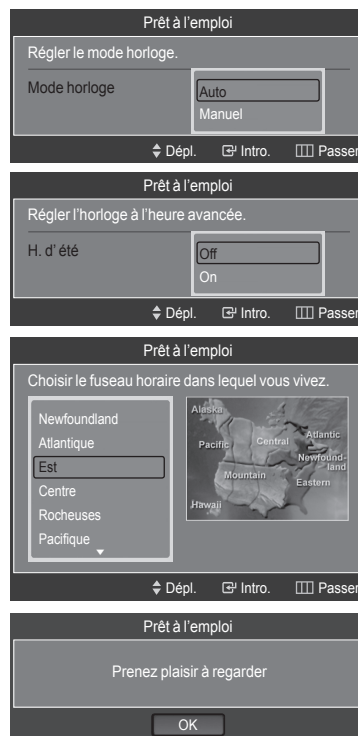 Prêt à l'emploi
Régler le mode horloge.
Mode horloge
Auto
Manuel
Dépl. Intro. Passer
Prêt à l'emploi
Régler l'horloge à l'heure avancée.
H. d' été
Off
On
Dépl. Intro. Passer
Prêt à l'emploi
Choisir le fuseau horaire dans lequel vous vivez.
Newfoundland
Atlantique
Est
Centre
Rocheuses
Pacifique
Alaska
Pacific
Central
Atlantic
Newfound-
land
Mountain
Eastern
Hawaii
Dépl. Intro. Passer
Prêt à l'emploi
Prenez plaisir à regarder
OK